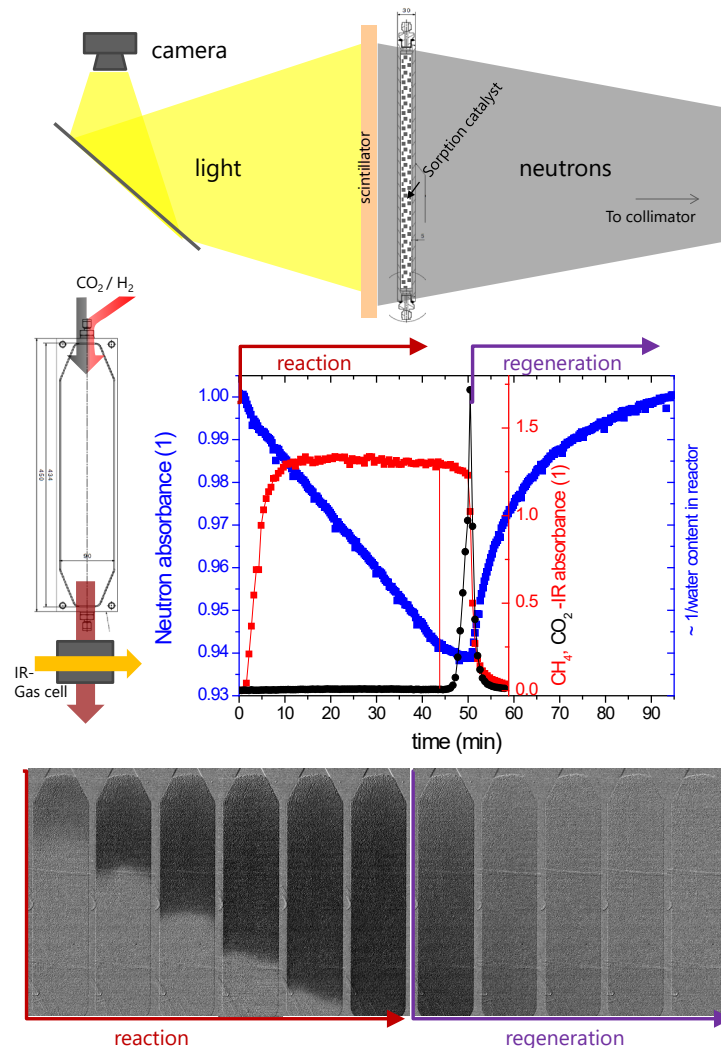 30
camera
light
scintillator
Sorption catalyst
neutrons
To collimator
CO2 / H2
450
434
90
IR-
Gas cell
reaction
regeneration
Neutron absorbance (1)
1.00
0.99
0.98
0.97
0.96
0.95
0.94
0.93
0 10 20 30 40 50 60 70 80 90
time (min)
1.5
1.0
0.5
0.0
CH4, CO2 -IR absorbance (1)
~ 1/water content in reactor
reaction
regeneration